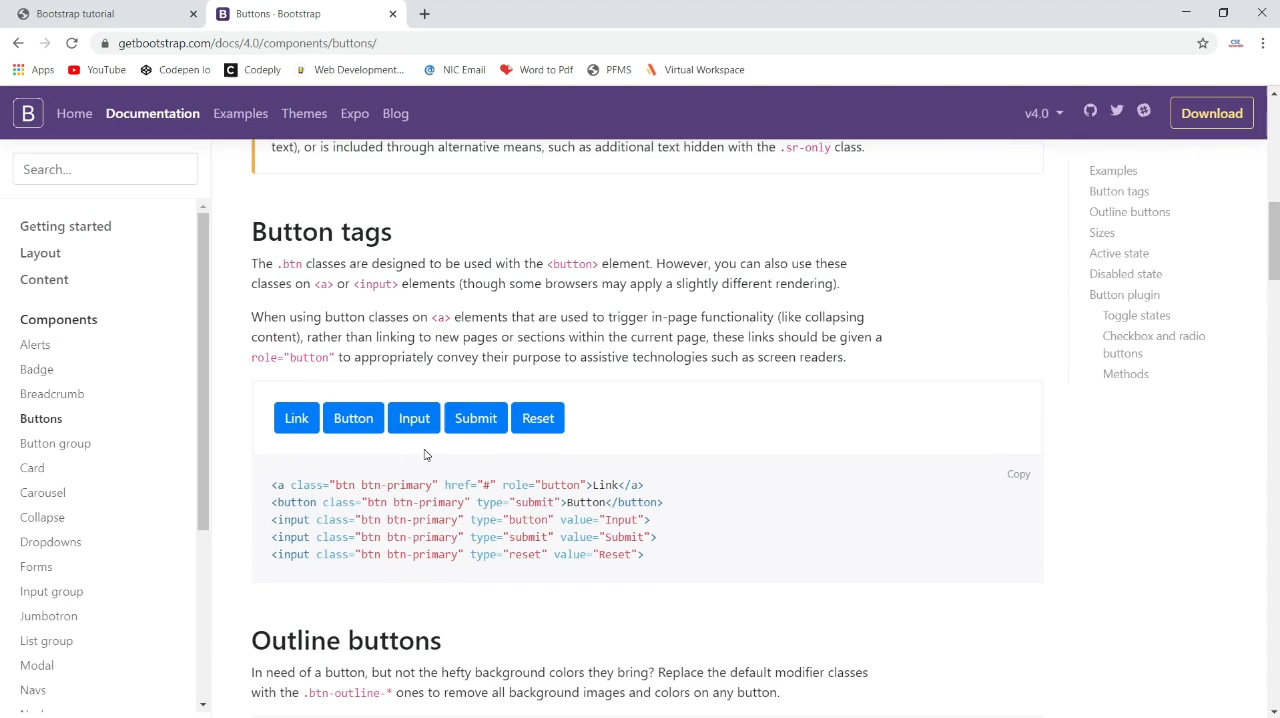 Bootstrap tutorial
B Buttons · Bootstrap
getbootstrap.com/docs/4.0/components/buttons/
CSE
Apps
YouTube
Codepen Io
C Codeply
Web Development...
@ NIC Email
Word to Pdf
PFMS
Virtual Workspace
B
Home
Documentation
Examples
Themes
Expo
Blog
v4.0
Download
Search...
Getting started
Layout
Content
Components
Alerts
Badge
Breadcrumb
Buttons
Button group
Card
Carousel
Collapse
Dropdowns
Forms
Input group
Jumbotron
List group
Modal
Navs
text), or is included through alternative means, such as additional text hidden with the .sr-only class.
Button tags
The .btn classes are designed to be used with the <button> element. However, you can also use these
classes on <a> or <input> elements (though some browsers may apply a slightly different rendering).
When using button classes on <a> elements that are used to trigger in-page functionality (like collapsing
content), rather than linking to new pages or sections within the current page, these links should be given a
role="button" to appropriately convey their purpose to assistive technologies such as screen readers.
Link
Button
Input
Submit
Reset
Copy
<a class="btn btn-primary" href="#" role="button">Link</a>
<button class="btn btn-primary" type="submit">Button</button>
<input class="btn btn-primary" type="button" value="Input">
<input class="btn btn-primary" type="submit" value="Submit">
<input class="btn btn-primary" type="reset" value="Reset">
Outline buttons
In need of a button, but not the hefty background colors they bring? Replace the default modifier classes
with the .btn-outline-* ones to remove all background images and colors on any button.
Examples
Button tags
Outline buttons
Sizes
Active state
Disabled state
Button plugin
Toggle states
Checkbox and radio
buttons
Methods